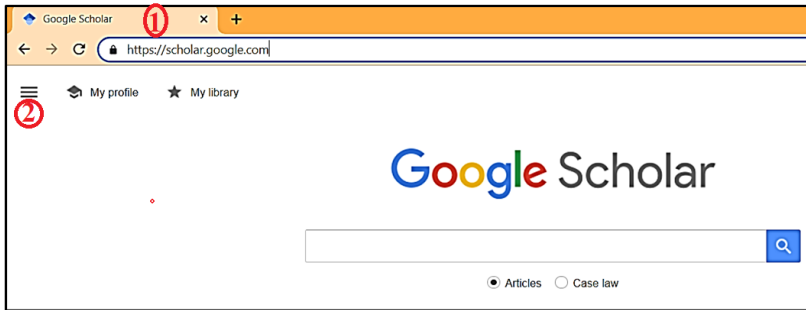 Google Scholar 1
https://scholar.google.com
My profile My library
2
Google Scholar
Articles Case law